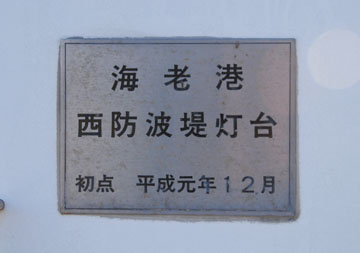 海老港
西防波堤灯台
初点 平成元年12月